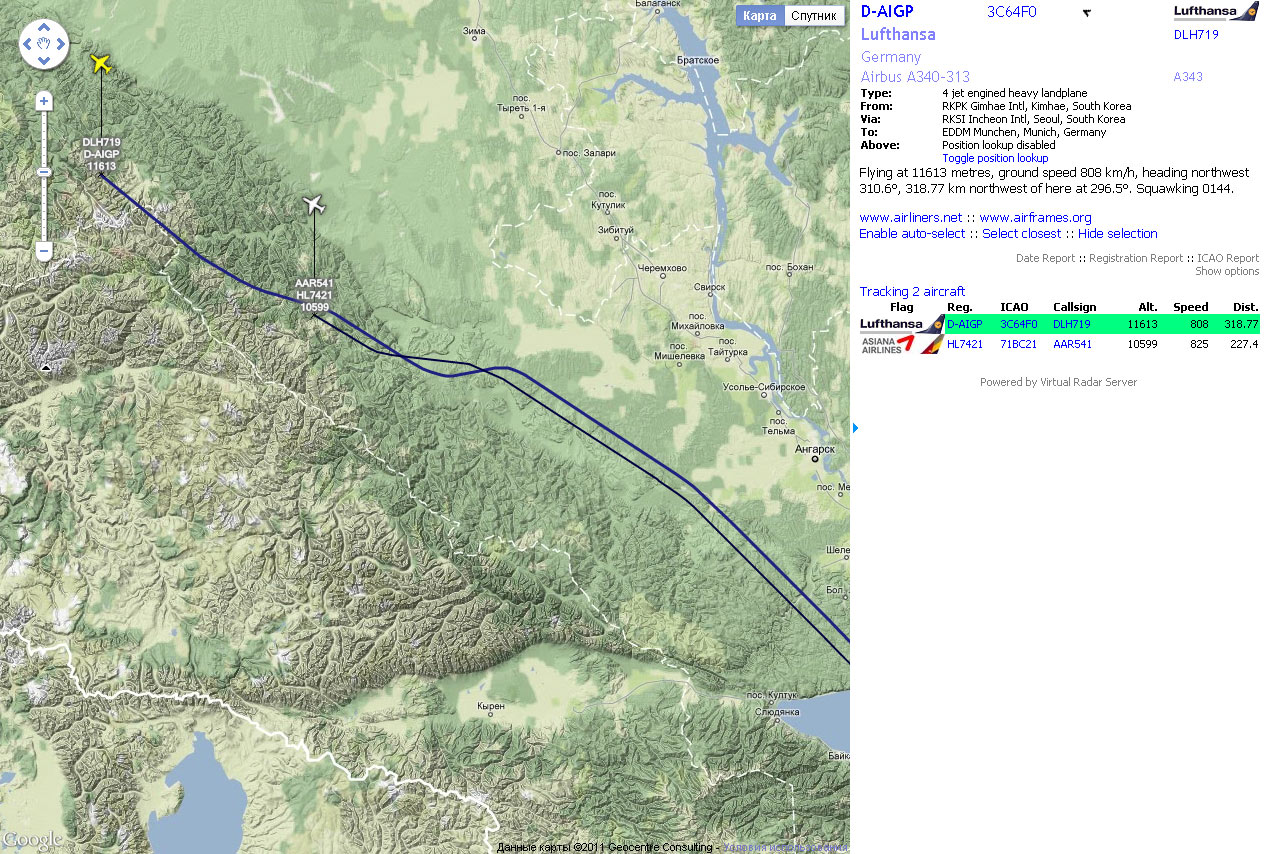 Балаганск
Зима
Братское
пос. Тыреть 1-я
пос. Залари
пос. Кутулик
Зибитуй
Черемхово
пос. Бохан
Свирск
пос. Михайловка
пос. Мишелевка
пос. Тайтурка
Усолье-Сибирское
пос. Тельма
Ангарск
пос. Ме
Шеле
Бол
пос. Култук
Слюдянка
Кырен
Байка
Карта Спутник
DLH719
D-AIGP
11613
AAR541
HL7421
10599
Google
Данные карты ©2011 Geocentre Consulting - Условия использования
D-AIGP 3C64F0 Lufthansa
Lufthansa DLH719
Germany
Airbus A340-313 A343
Type: 4 jet engined heavy landplane
From: RKPK Gimhae Intl, Kimhae, South Korea
Via: RKSI Incheon Intl, Seoul, South Korea
To: EDDM Munchen, Munich, Germany
Above: Position lookup disabled
Toggle position lookup
Flying at 11613 metres, ground speed 808 km/h, heading northwest
310.6º, 318.77 km northwest of here at 296.5º. Squawking 0144.
www.airliners.net :: www.airframes.org
Enable auto-select :: Select closest :: Hide selection
Date Report :: Registration Report :: ICAO Report
Show options
Tracking 2 aircraft
Flag Reg. ICAO Callsign Alt. Speed Dist.
Lufthansa D-AIGP 3C64F0 DLH719 11613 808 318.77
ASIANA AIRLINES HL7421 71BC21 AAR541 10599 825 227.4
Powered by Virtual Radar Server